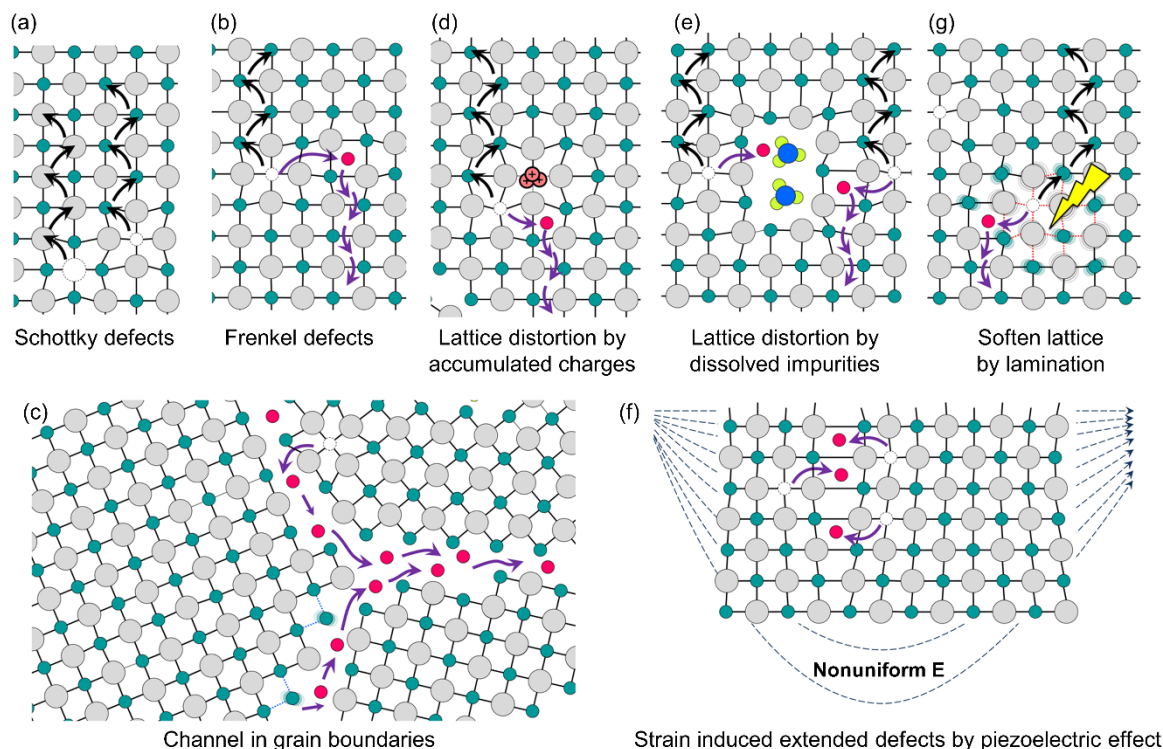 (a)
(b)
(d)
(e)
(g)
Schottky defects
Frenkel defects
Lattice distortion by
accumulated charges
Lattice distortion by
dissolved impurities
Soften lattice
by lamination
(c)
(f)
+
+
+
Nonuniform E
Channel in grain boundaries
Strain induced extended defects by piezoelectric effect